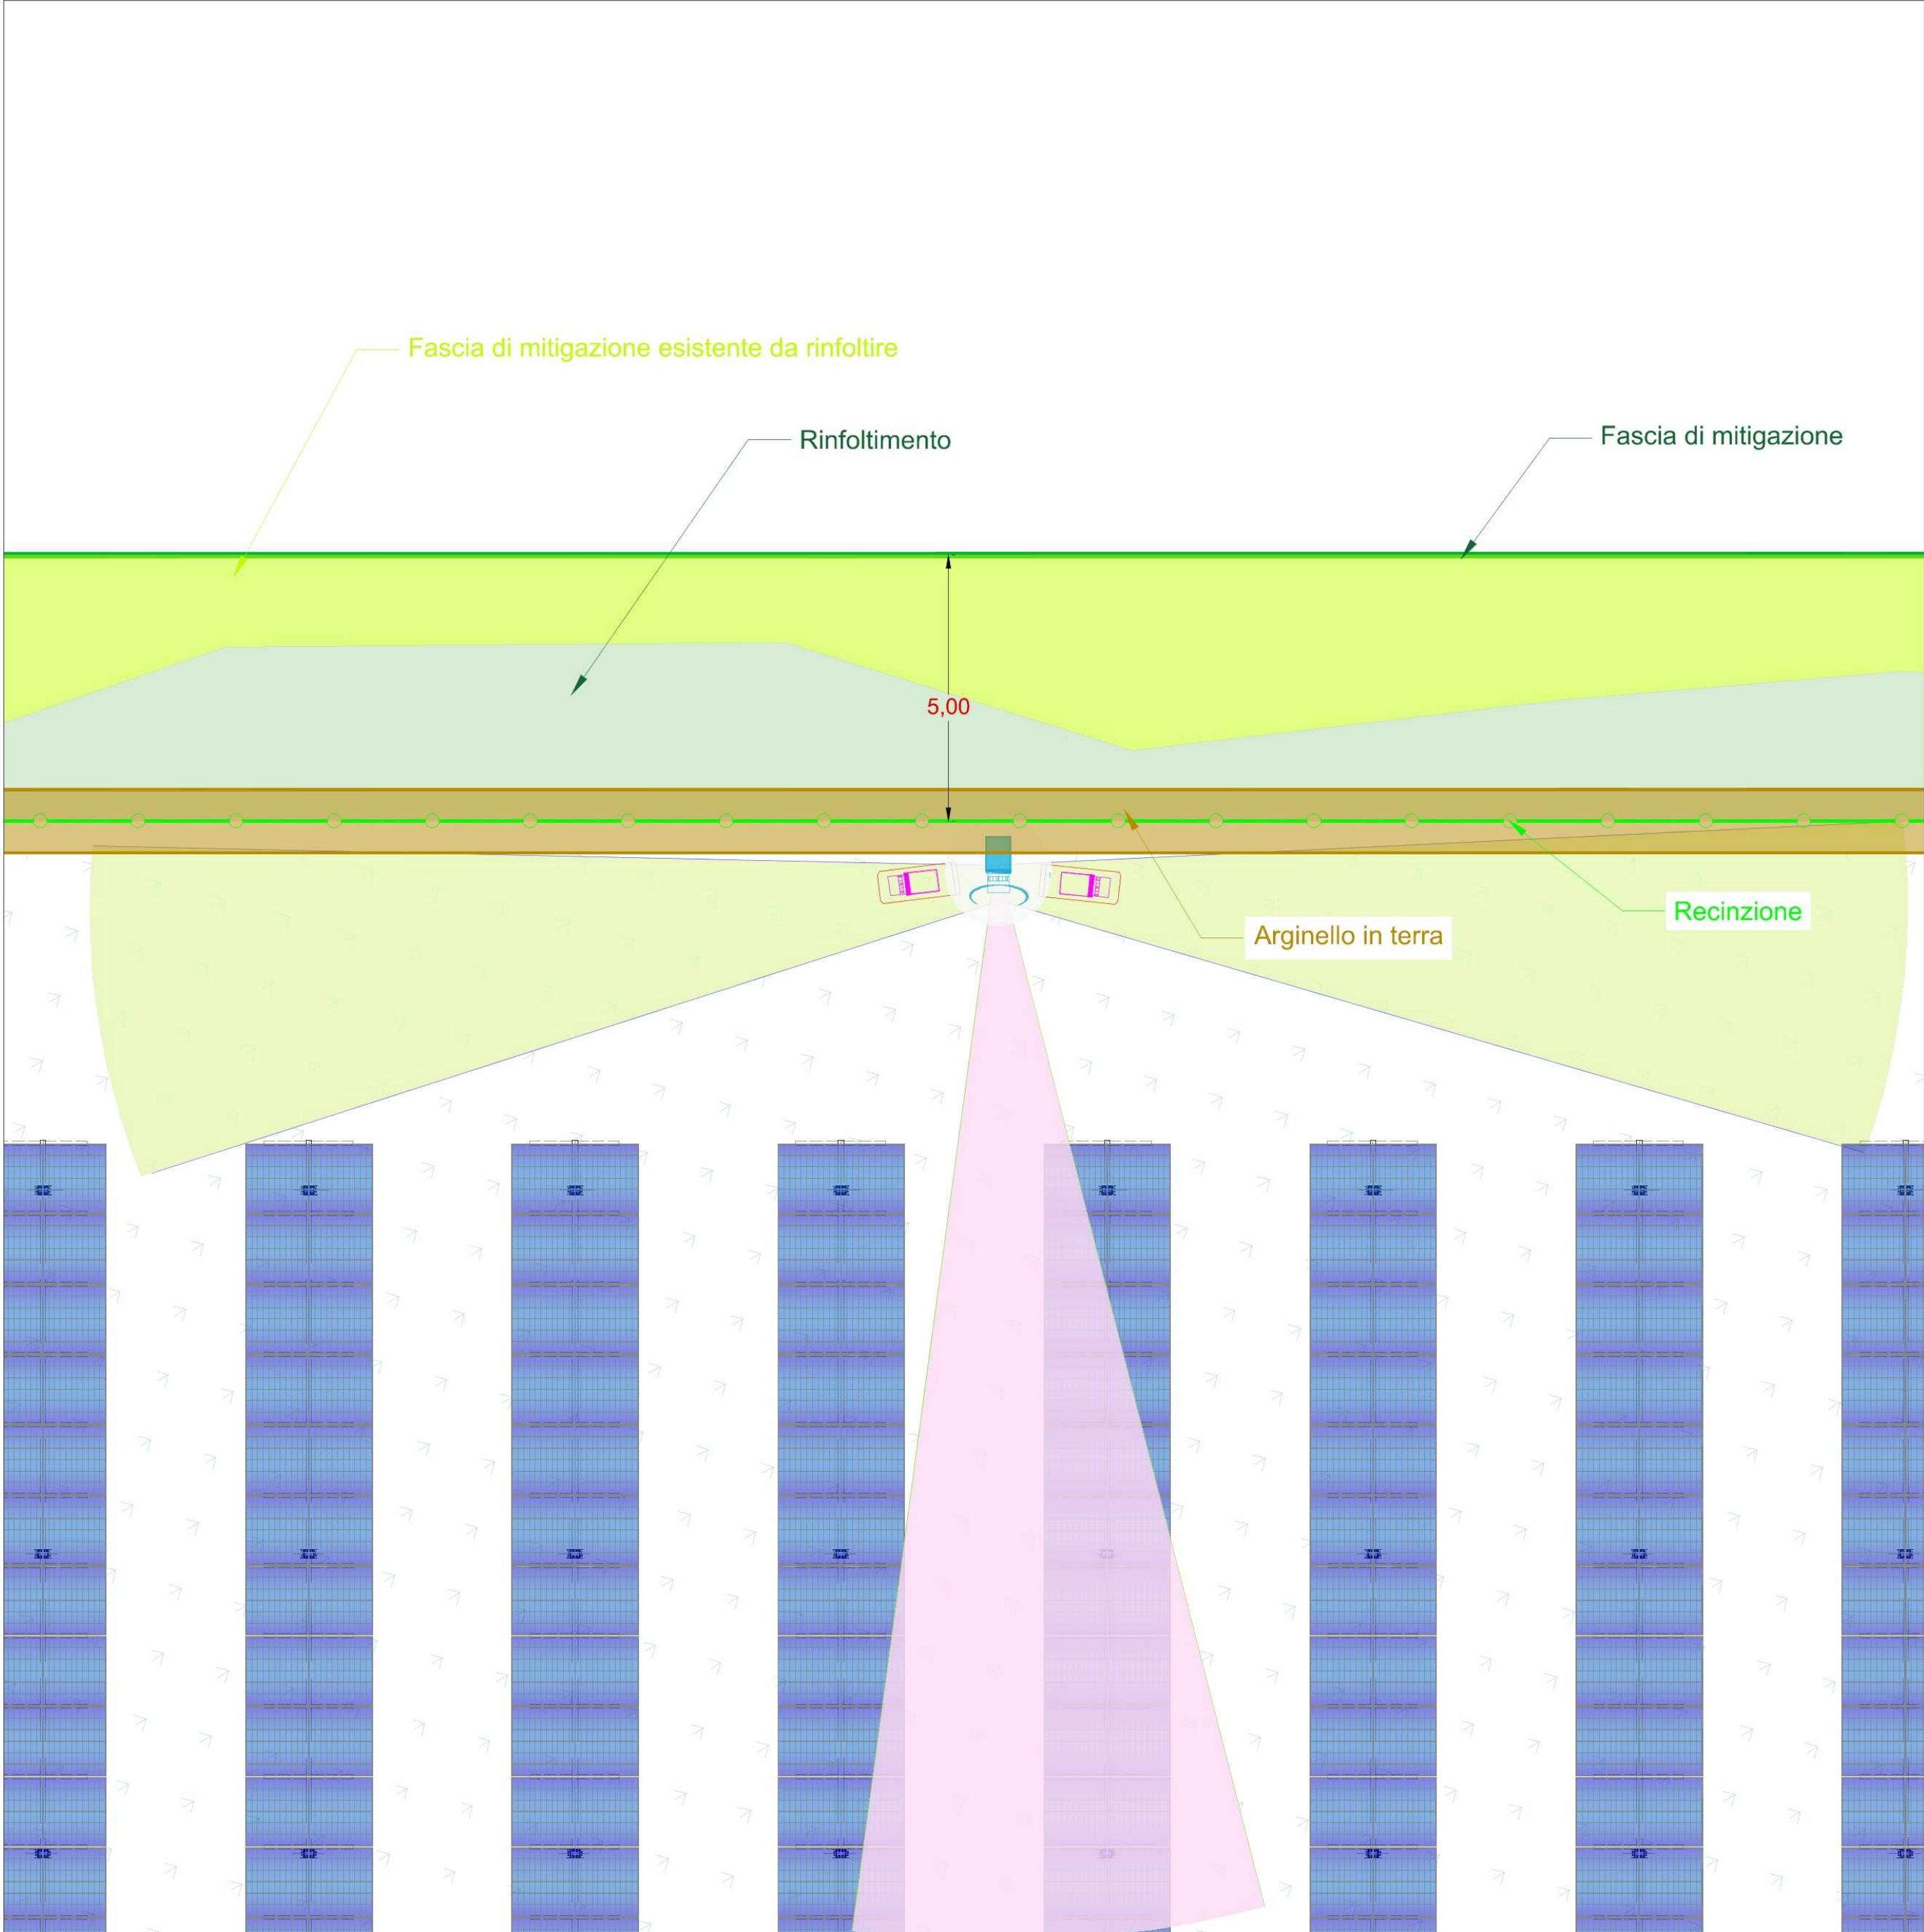 Fascia di mitigazione esistente da rinfoltire
Rinfoltimento
Fascia di mitigazione
5,00
Recinzione
Arginello in terra